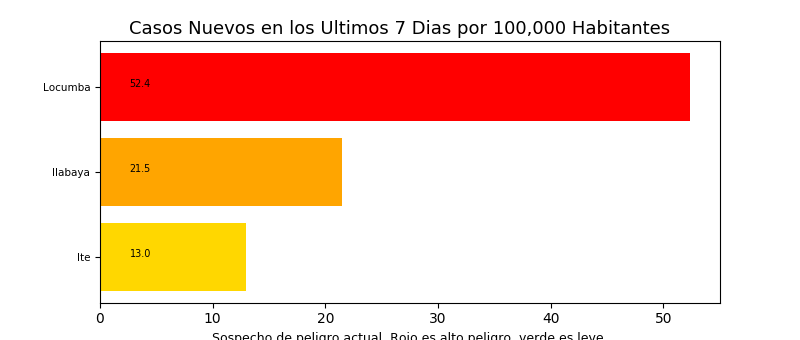 Casos Nuevos en los Ultimos 7 Dias por 100,000 Habitantes
Locumba
52.4
Ilabaya
21.5
Ite
13.0
0 10 20 30 40 50
Sospecho de peligro actual. Rojo es alto peligro, verde es leve